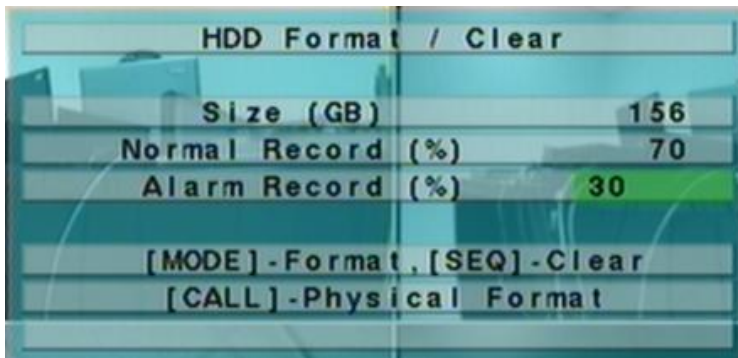 HDD Format / Clear
Size (GB) 156
Normal Record (%) 70
Alarm Record (%) 30
[MODE]-Format,[SEQ]-Clear
[CALL]-Physical Format